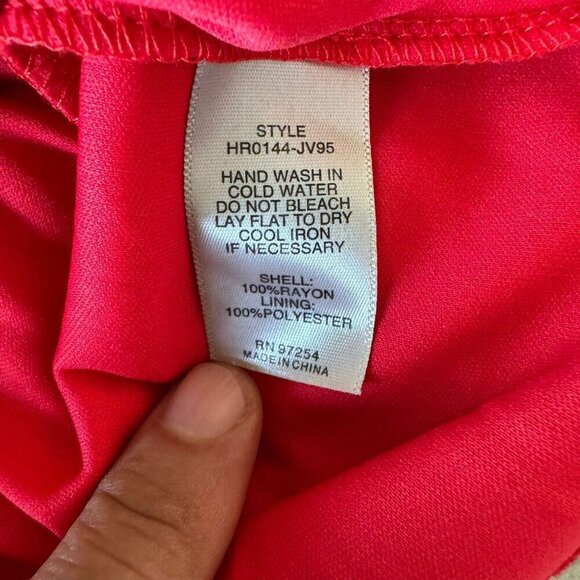 STYLE
HR0144-JV95
HAND WASH IN
COLD WATER
DO NOT BLEACH
LAY FLAT TO DRY
COOL IRON
IF NECESSARY
SHELL:
100%RAYON
LINING:
100%POLYESTER
RN 97254
MADE IN CHINA